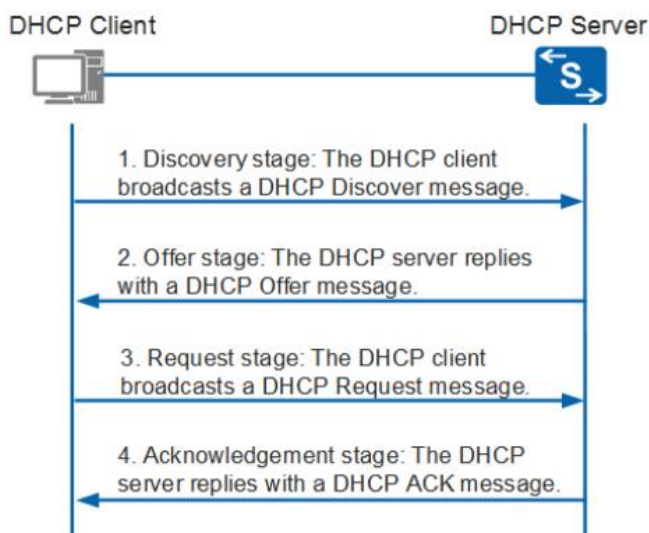 DHCP Client
DHCP Server
S
1. Discovery stage: The DHCP client
broadcasts a DHCP Discover message.
2. Offer stage: The DHCP server replies
with a DHCP Offer message.
3. Request stage: The DHCP client
broadcasts a DHCP Request message.
4. Acknowledgement stage: The DHCP
server replies with a DHCP ACK message.